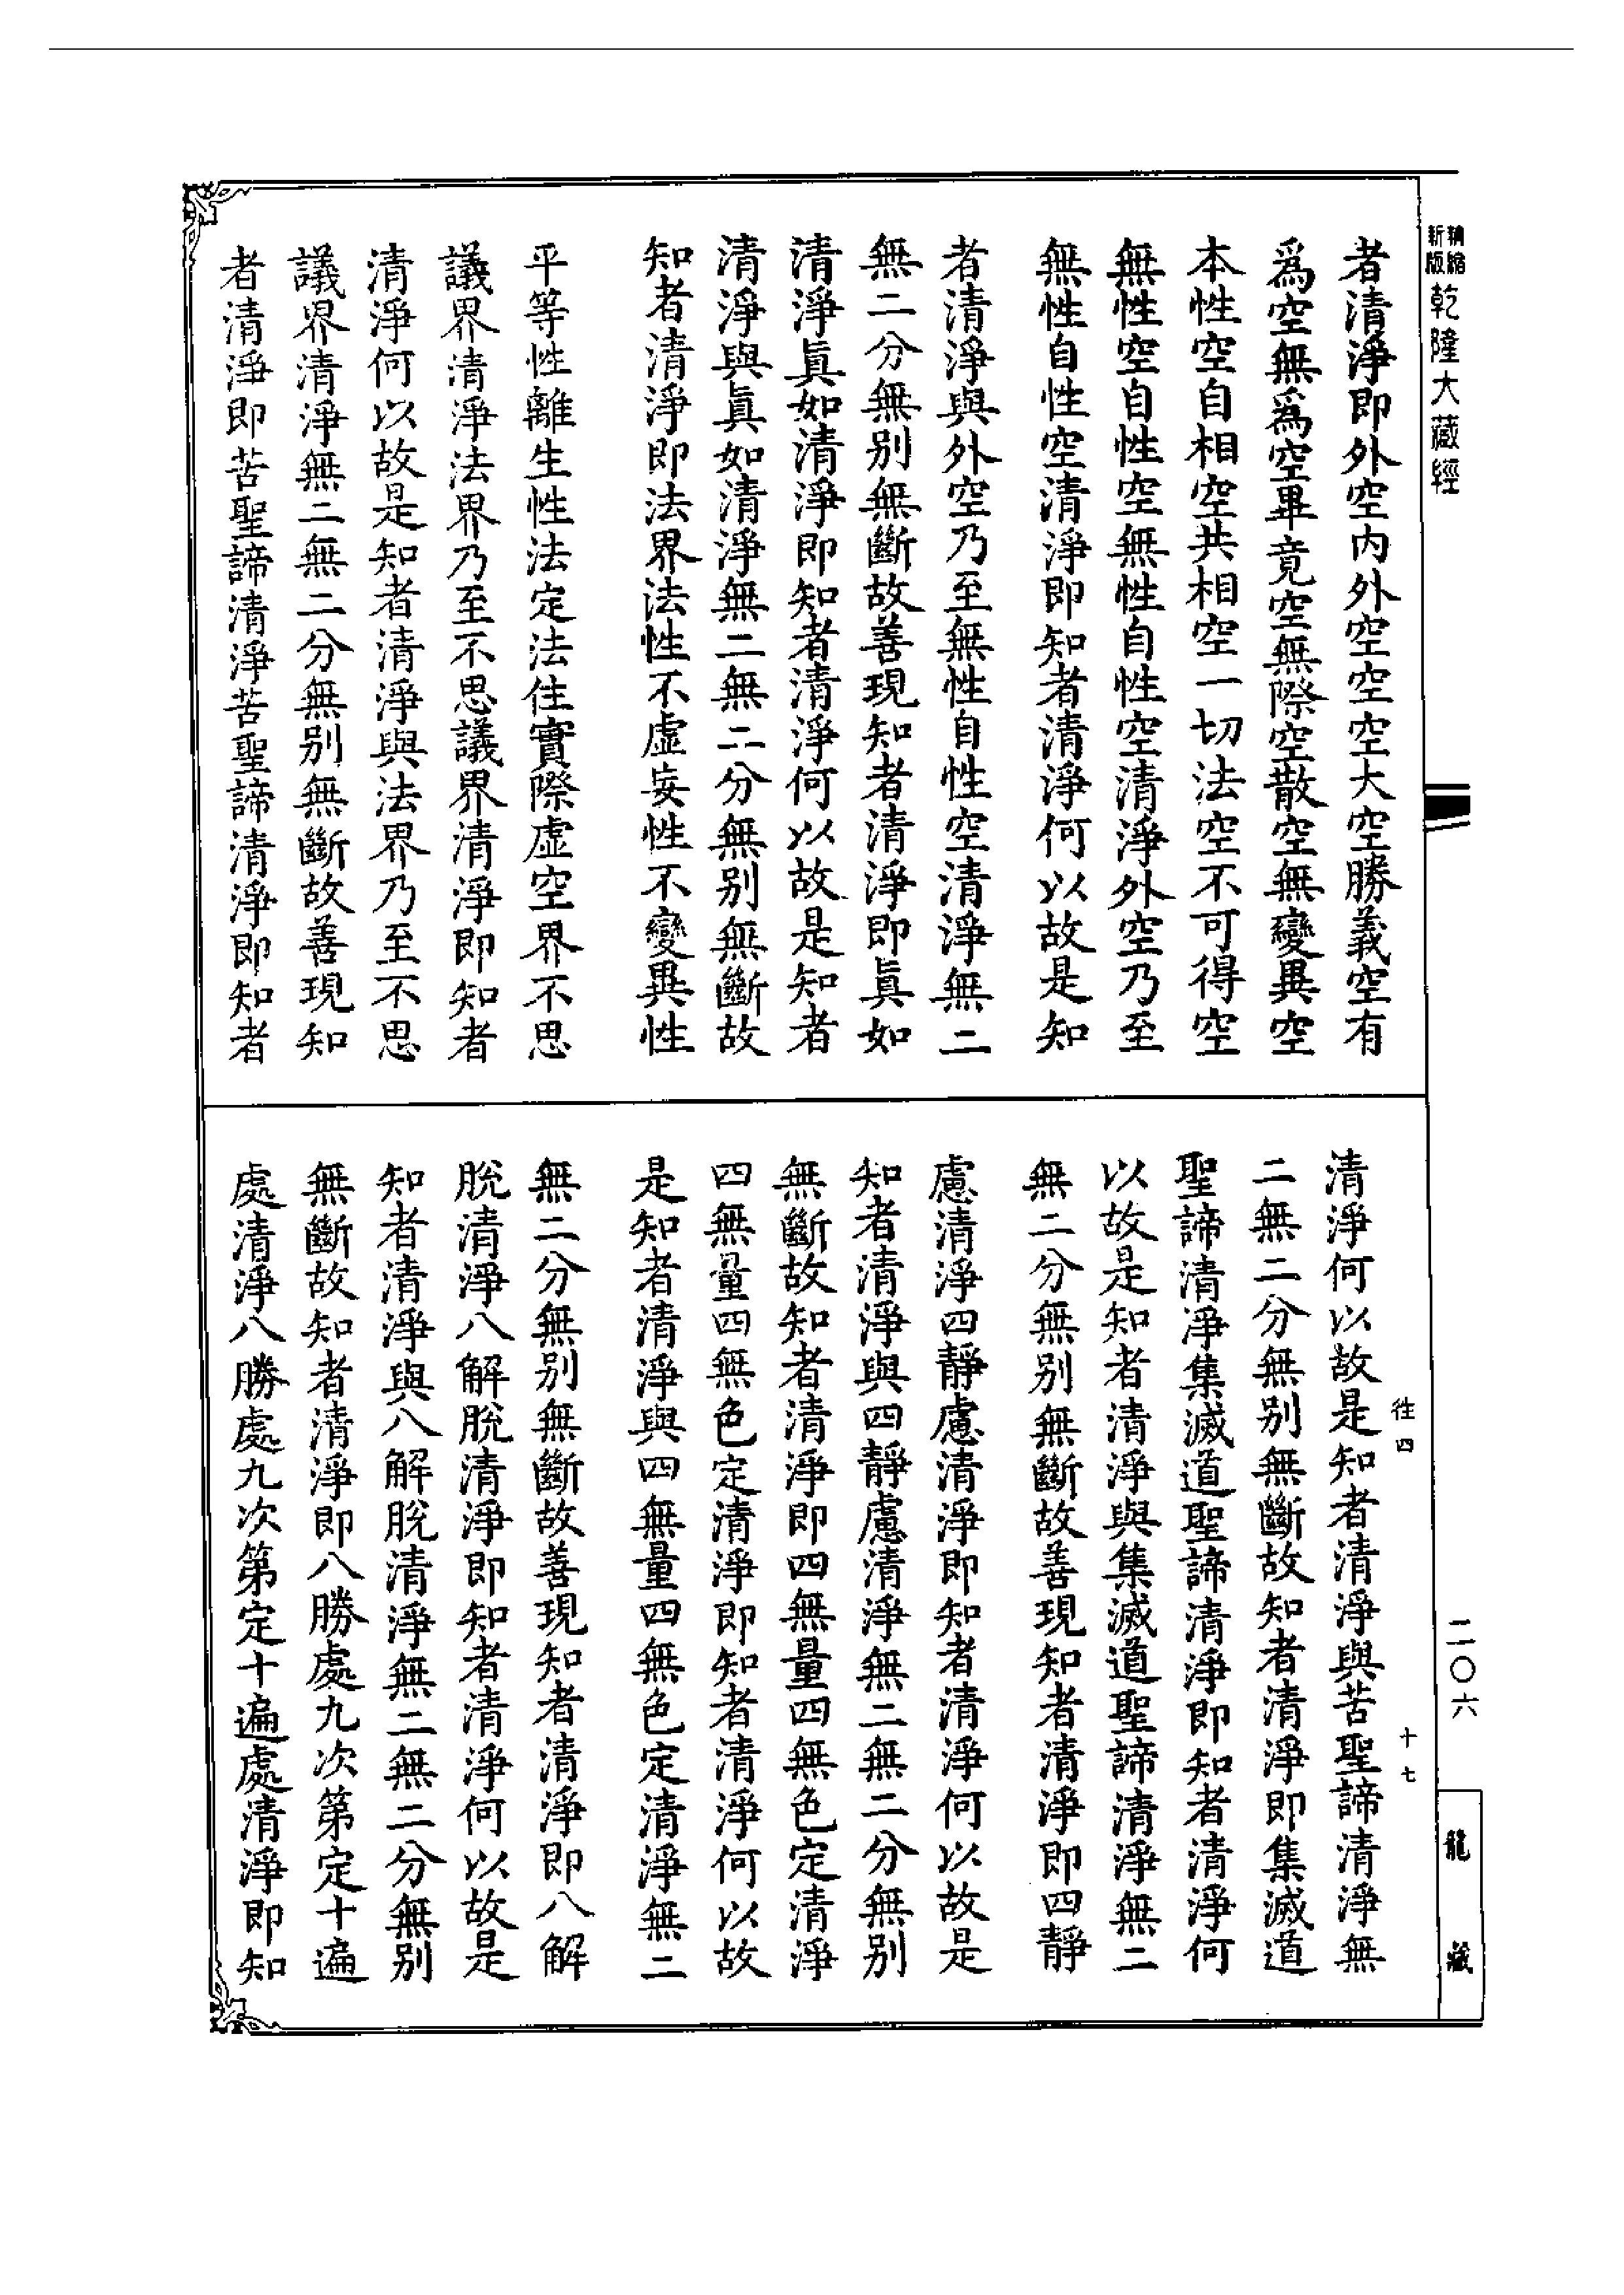 精縮新版乾隆大藏經
者清淨即外空內外空空空大空勝義空有
爲空無爲空畢竟空無際空散空無變異空
本性空自相空共相空一切法空不可得空
無性空自性空無性自性空清淨外空乃至
無性自性空清淨即知者清淨何以故是知
者清淨與外空乃至無性自性空清淨無二
無二分無别無斷故善現知者清淨即眞如
清淨眞如清淨即知者清淨何以故是知者
清淨與眞如清淨無二無二分無别無斷故
知者清淨即法界法性不虛妄性不變異性
平等性離生性法定法住實際虛空界不思
議界清淨法界乃至不思議界清淨即知者
清淨何以故是知者清淨與法界乃至不思
議界清淨無二無二分無别無斷故善現知
者清淨即苦聖諦清淨苦聖諦清淨即知者
清淨何以故是知者清淨與苦聖諦清淨無
二無二分無别無斷故知者清淨即集滅道
聖諦清淨集滅道聖諦清淨即知者清淨何
以故是知者清淨與集滅道聖諦清淨無二
無二分無别無斷故善現知者清淨即四靜
慮清淨四靜慮清淨即知者清淨何以故是
知者清淨與四靜慮清淨無二無二分無别
無斷故知者清淨即四無量四無色定清淨
四無量四無色定清淨即知者清淨何以故
是知者清淨與四無量四無色定清淨無二
無二分無别無斷故善現知者清淨即八解
脫清淨八解脫清淨即知者清淨何以故是
知者清淨與八解脫清淨無二無二分無别
無斷故知者清淨即八勝處九次第定十遍
處清淨八勝處九次第定十遍處清淨即知
徃四
十七
二〇六
龍藏